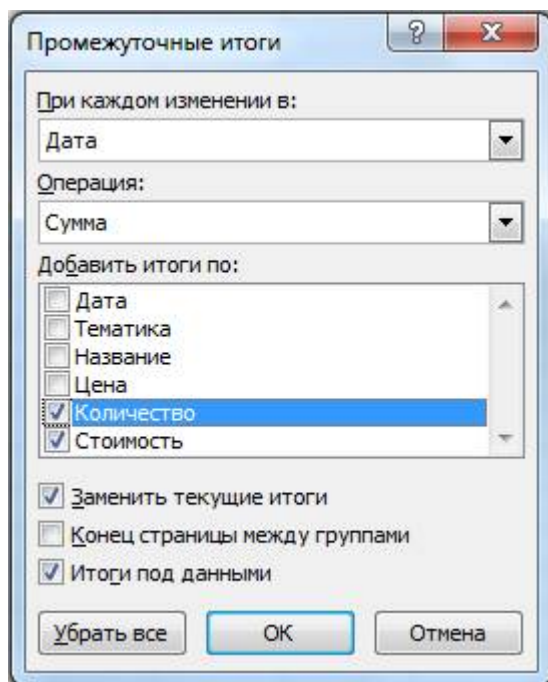 Промежуточные итоги
При каждом изменении в:
Дата
Операция:
Сумма
Добавить итоги по:
Дата
Тематика
Название
Цена
Количество
Стоимость
Заменить текущие итоги
Конец страницы между группами
Итоги под данными
Убрать все ОК Отмена